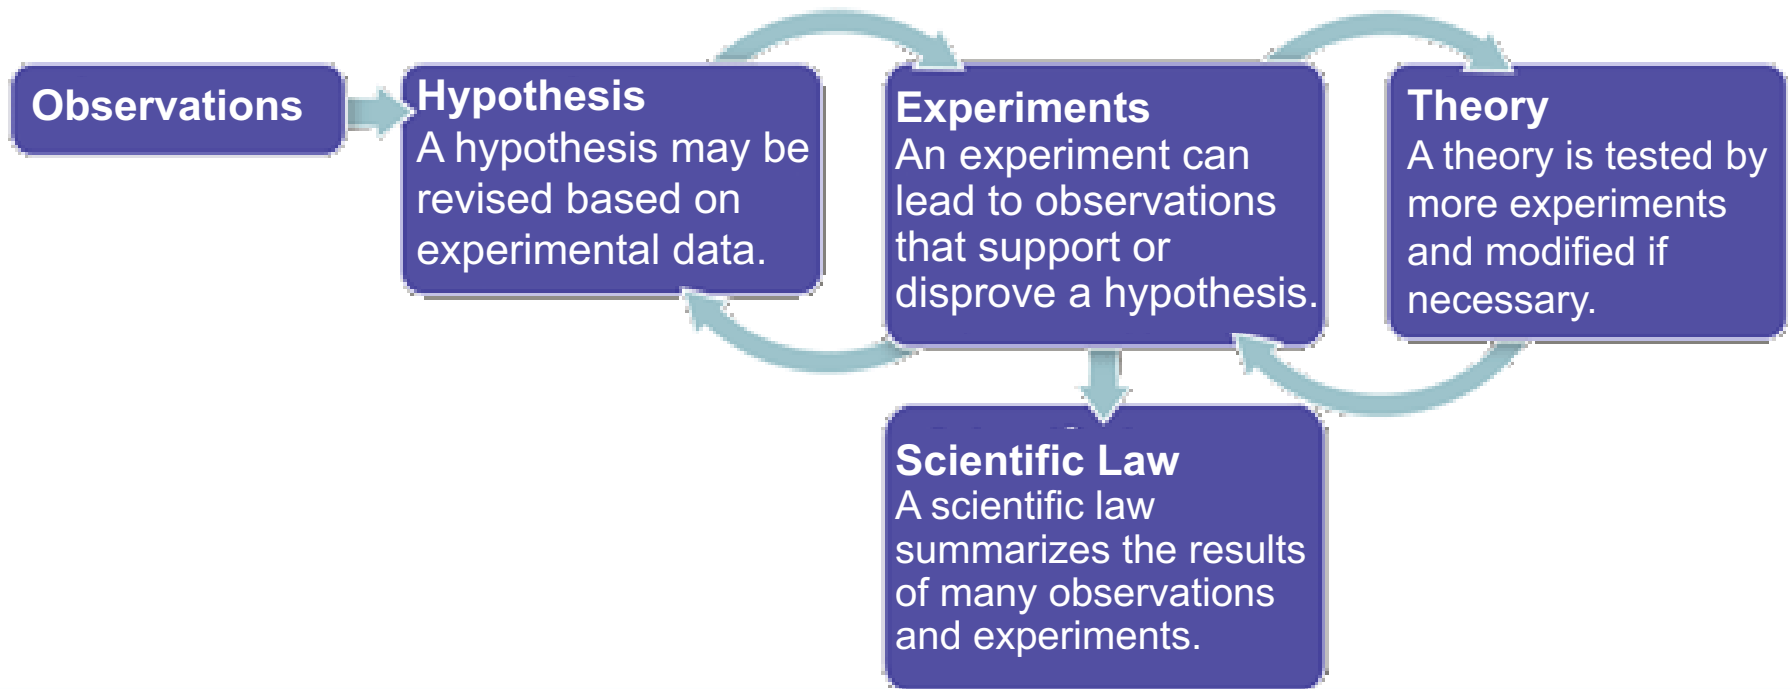 Observations
Hypothesis
A hypothesis may be
revised based on
experimental data.
Experiments
An experiment can
lead to observations
that support or
disprove a hypothesis.
Theory
A theory is tested by
more experiments
and modified if
necessary.
Scientific Law
A scientific law
summarizes the results
of many observations
and experiments.